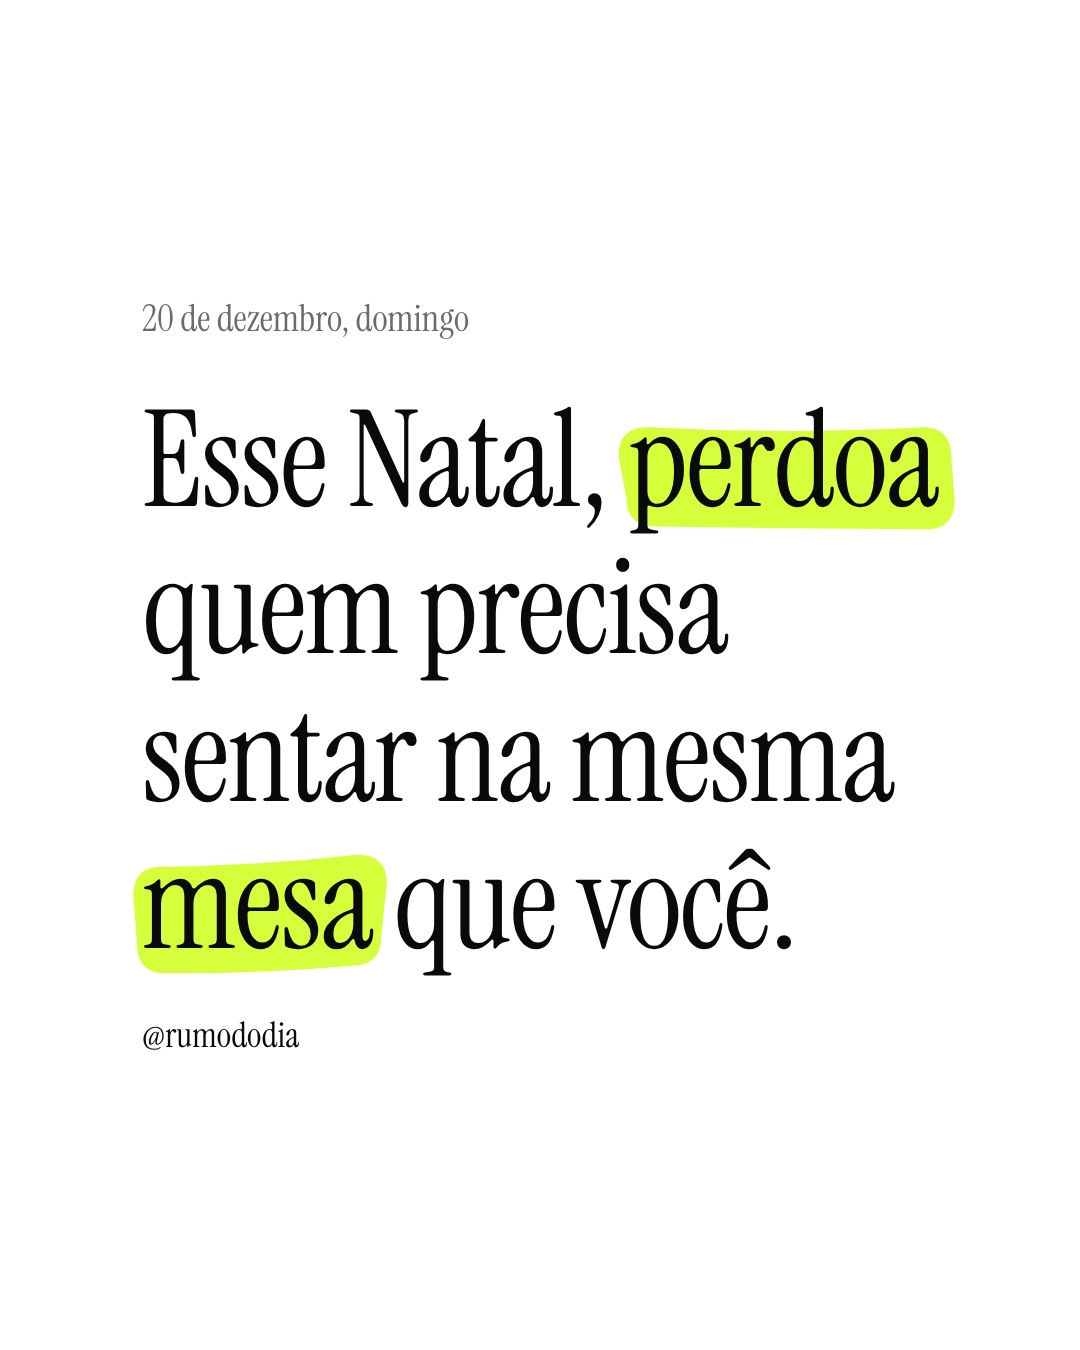 20 de dezembro, domingo
Esse Natal, perdoa
quem precisa
sentar na mesma
mesa que você.
@rumododia